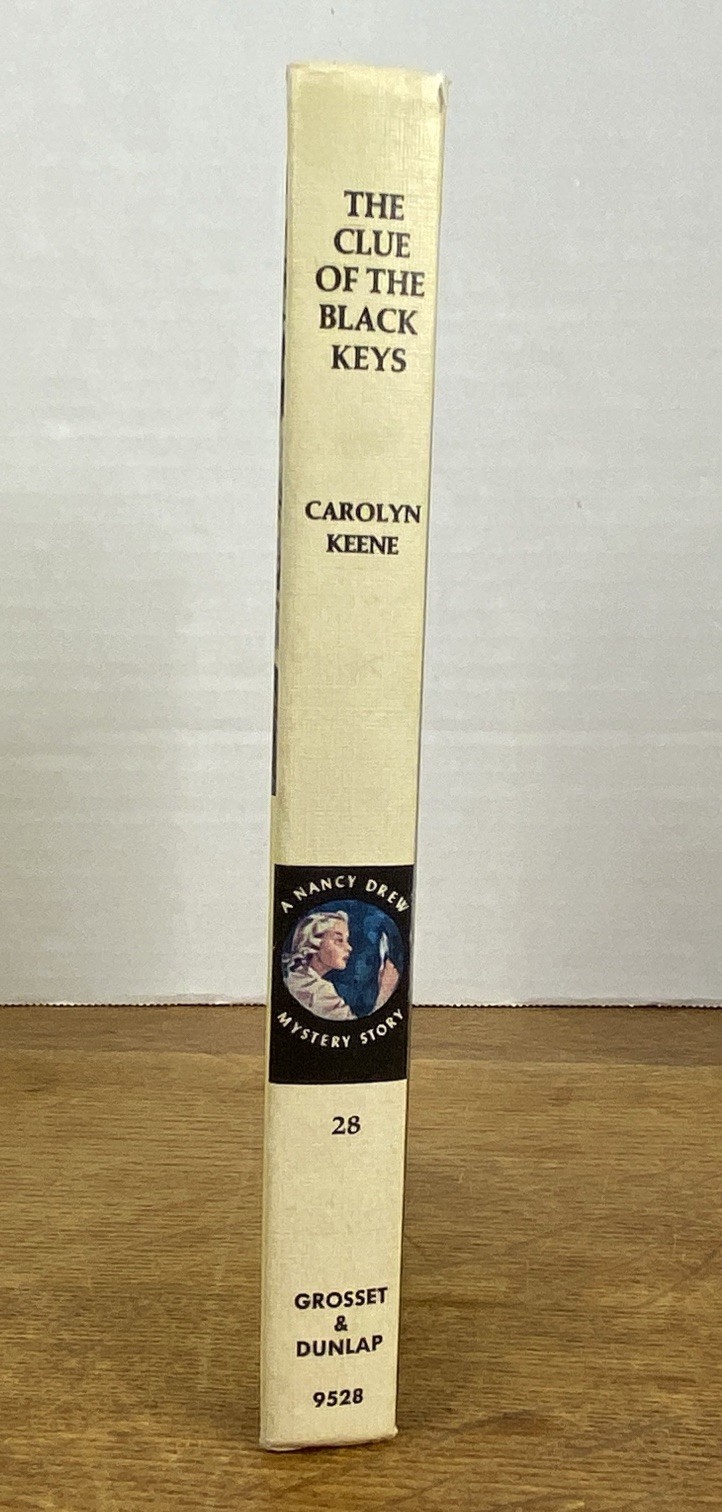 THE
CLUE
OF THE
BLACK
KEYS
CAROLYN
KEENE
A NANCY DREW
MYSTERY STORY
28
GROSSET
&
DUNLAP
9528